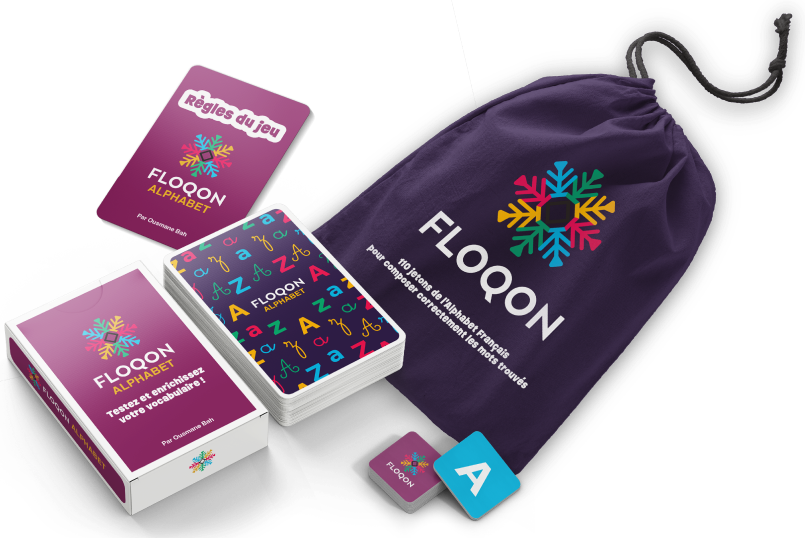 Règles du jeu
FLOQON
ALPHABET
Par Ousmane Bah
FLOQON
ALPHABET
Testez et enrichissez
votre vocabulaire !
Par Ousmane Bah
FLOQON ALPHABET
FLOQON
ALPHABET
FLOQON
110 jetons de l'Alphabet Français
pour composer correctement les mots trouvés
FLOQON
A